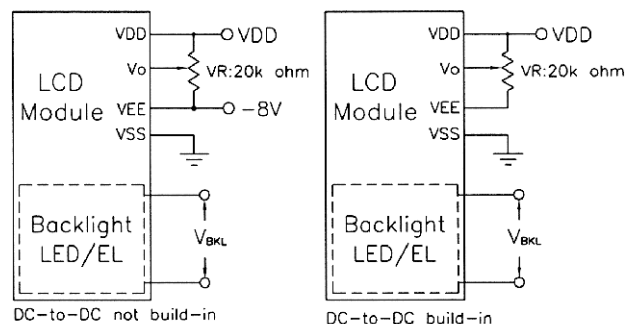 VDD
VDD
Vo
VR:20k ohm
LCD
Module
VEE
-8V
VSS
Backlight
LED/EL
VBKL
DC-to-DC not build-in
VDD
VDD
Vo
VR:20k ohm
LCD
Module
VEE
VSS
Backlight
LED/EL
VBKL
DC-to-DC build-in